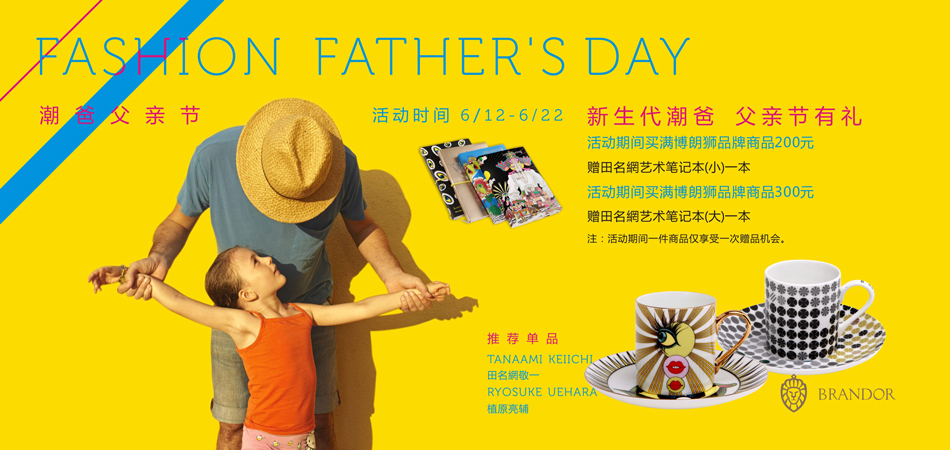 FASHION FATHER'S DAY
潮爸父亲节
活动时间 6/12-6/22
新生代潮爸 父亲节有礼
活动期间买满博朗狮品牌商品200元
赠田名網艺术笔记本(小)一本
活动期间买满博朗狮品牌商品300元
赠田名網艺术笔记本(大)一本
注：活动期间一件商品仅享受一次赠品机会。
推荐单品
TANAAMI KEIICHI
田名網敬一
RYOSUKE UEHARA
植原亮辅
BRANDOR